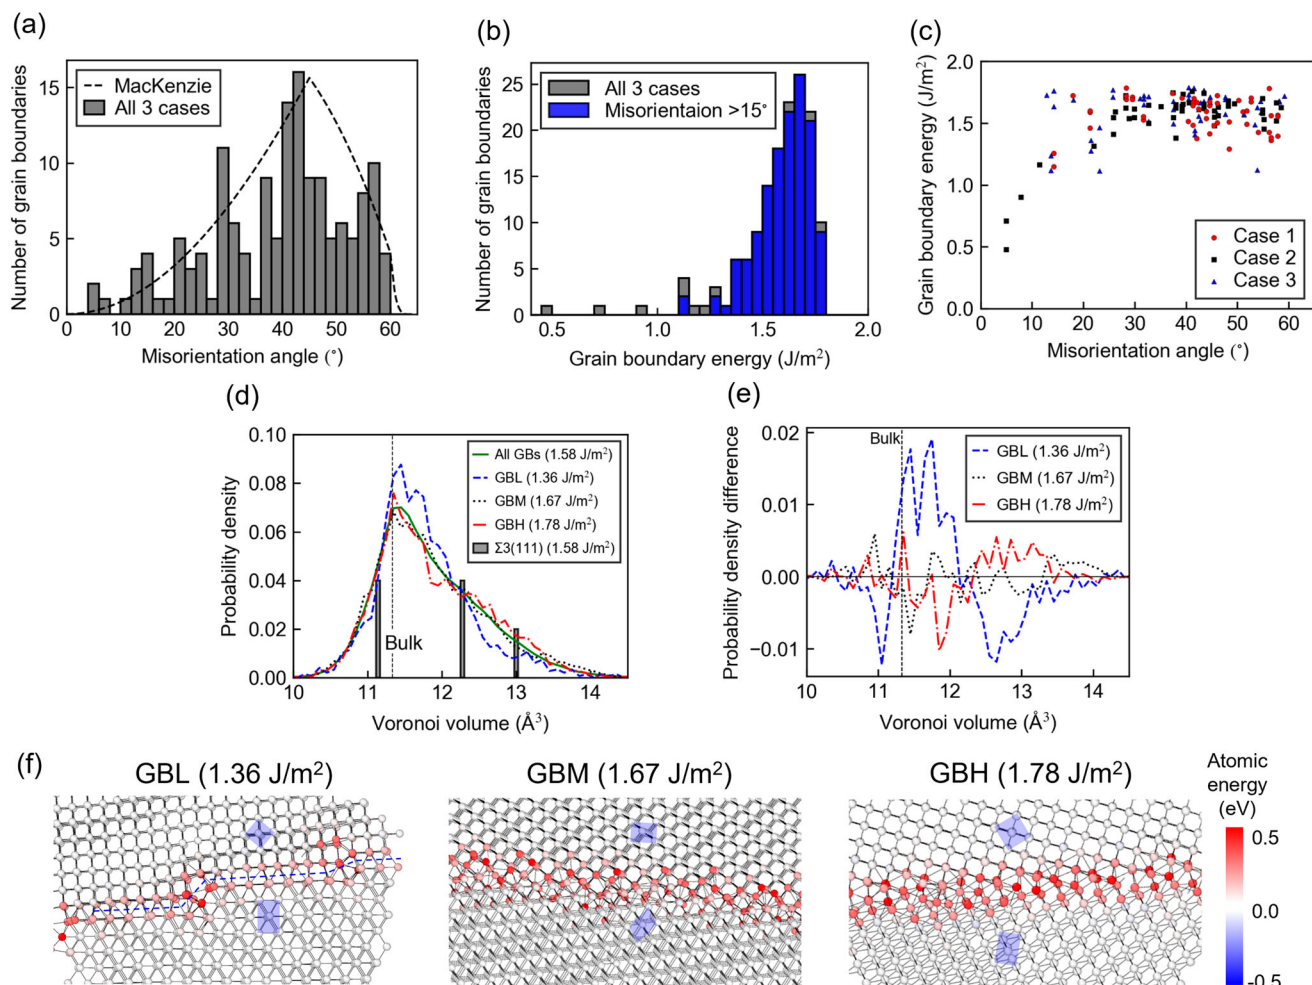 (a)
Number of grain boundaries
15
10
5
0
0 10 20 30 40 50 60
Misorientation angle (°)
MacKenzie
All 3 cases
(b)
Number of grain boundaries
25
20
15
10
5
0
0.5 1.0 1.5 2.0
Grain boundary energy (J/m²)
All 3 cases
Misorientaion >15°
(c)
Grain boundary energy (J/m²)
2.0
1.5
1.0
0.5
0.0
0 10 20 30 40 50 60
Misorientation angle (°)
Case 1
Case 2
Case 3
(d)
Probability density
0.10
0.08
0.06
0.04
0.02
0.00
10 11 12 13 14
Voronoi volume (Å³)
Bulk
All GBs (1.58 J/m²)
GBL (1.36 J/m²)
GBM (1.67 J/m²)
GBH (1.78 J/m²)
Σ3(111) (1.58 J/m²)
(e)
Probability density difference
0.02
0.01
0.00
−0.01
10 11 12 13 14
Voronoi volume (Å³)
Bulk
GBL (1.36 J/m²)
GBM (1.67 J/m²)
GBH (1.78 J/m²)
(f)
GBL (1.36 J/m²)
GBM (1.67 J/m²)
GBH (1.78 J/m²)
Atomic
energy
(eV)
0.5
0.0
-0.5